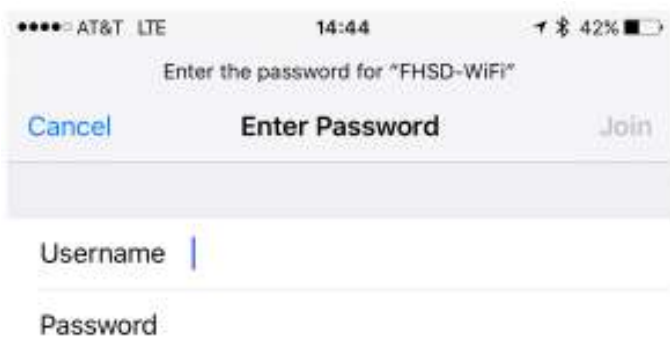 AT&T LTE 14:44 42%
Enter the password for "FHSD-WiFi"
Cancel Enter Password Join
Username
Password